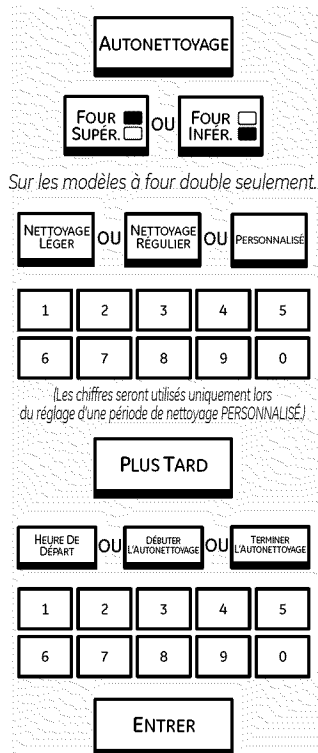 AUTONETTOYAGE
FOUR SUPÉR. OU FOUR INFÉR.
Sur les modèles à four double seulement.
NETTOYAGE LÉGER OU NETTOYAGE RÉGULIER OU PERSONNALISÉ
1 2 3 4 5
6 7 8 9 0
(Les chiffres seront utilisés uniquement lors
du réglage d'une période de nettoyage PERSONNALISÉ.)
PLUS TARD
HEURE DE DÉPART OU DÉBUTER L'AUTONETTOYAGE OU TERMINER L'AUTONETTOYAGE
1 2 3 4 5
6 7 8 9 0
ENTRER